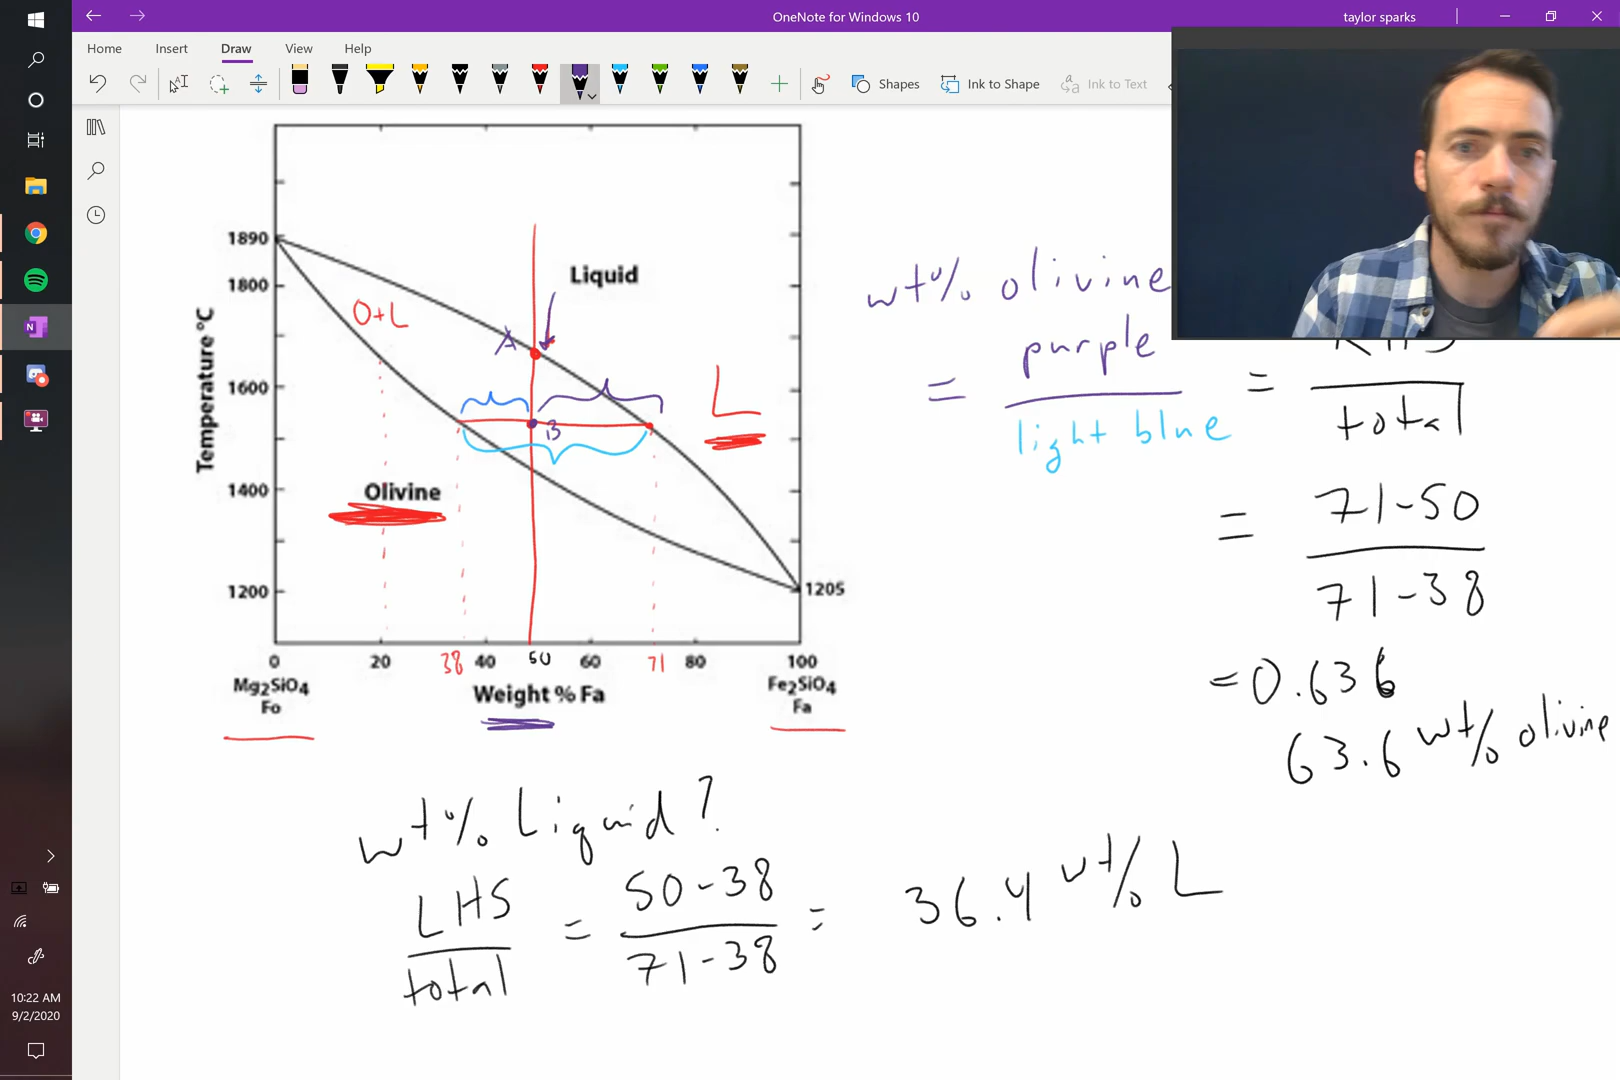 OneNote for Windows 10
taylor sparks
Home Insert Draw View Help
Shapes
Ink to Shape
Ink to Text
Temperature °C
1890
1800
1600
1400
1200
O+L
Liquid
A
B
L
Olivine
1205
0 20 38 40 50 60 71 80 100
Mg2SiO4
Fo
Weight % Fa
Fe2SiO4
Fa
wt% olivine
= purple
light blue
=
total
= 71-50
71-38
=0.636
63.6 wt% olivine
wt% Liquid?
LHS = 50-38 = 36.4 wt% L
total 71-38
10:22 AM
9/2/2020